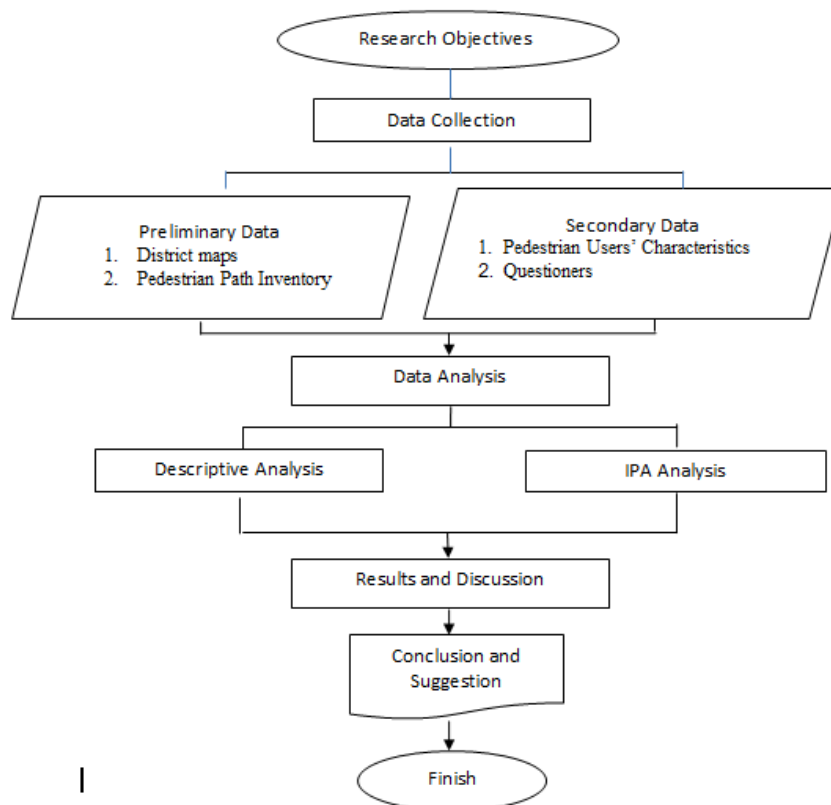 Research Objectives
Data Collection
Preliminary Data
1. District maps
2. Pedestrian Path Inventory
Secondary Data
1. Pedestrian Users’ Characteristics
2. Questioners
Data Analysis
Descriptive Analysis
IPA Analysis
Results and Discussion
Conclusion and
Suggestion
Finish